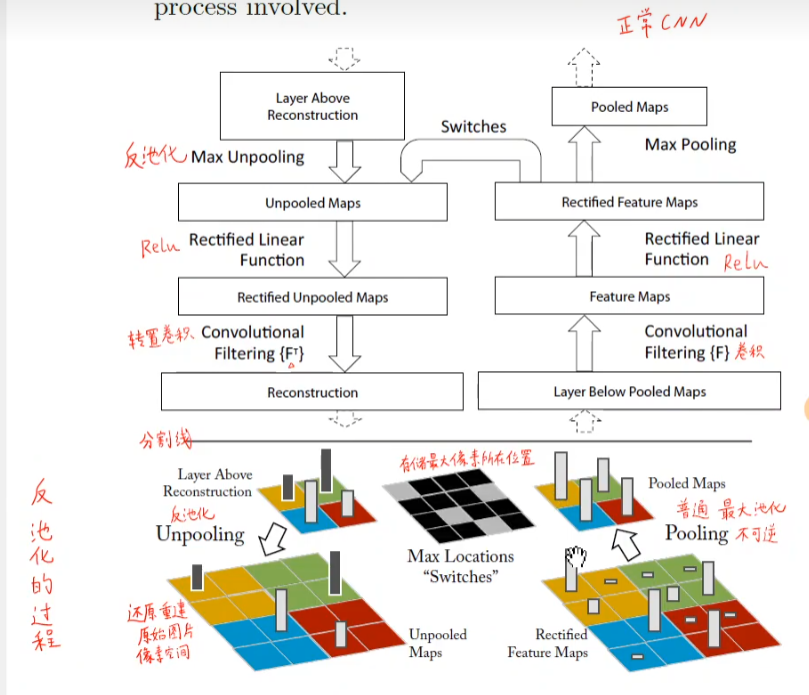 process involved.
正常CNN
Layer Above
Reconstruction
Pooled Maps
Switches
反池化 Max Unpooling
Max Pooling
Unpooled Maps
Rectified Feature Maps
Relu Rectified Linear
Function
Rectified Linear
Function Relu
Rectified Unpooled Maps
Feature Maps
转置卷积 Convolutional
Filtering {Fᵀ}
Convolutional
Filtering {F} 卷积
Reconstruction
Layer Below Pooled Maps
分割线
Layer Above
Reconstruction
反池化
Unpooling
存储最大像素所在位置
Max Locations
“Switches”
Pooled Maps
普通 最大池化
Pooling 不可逆
反池化的过程
还原重建
原始图片
像素空间
Unpooled
Maps
Rectified
Feature Maps